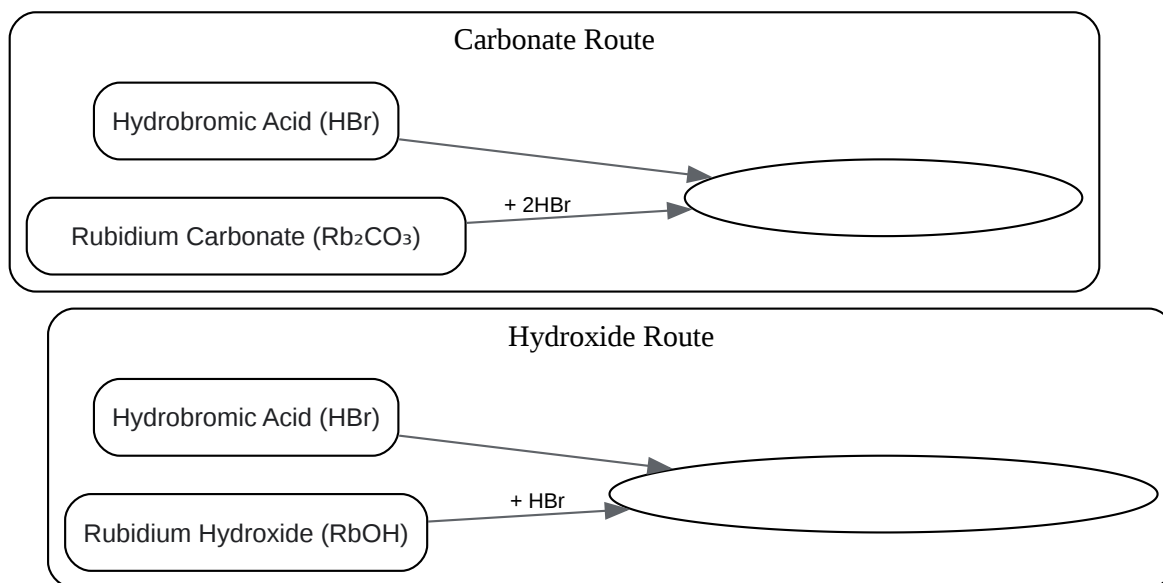 Carbonate Route
Hydrobromic Acid (HBr)
+ 2HBr
Rubidium Carbonate (Rb₂CO₃)
Hydroxide Route
Hydrobromic Acid (HBr)
+ HBr
Rubidium Hydroxide (RbOH)